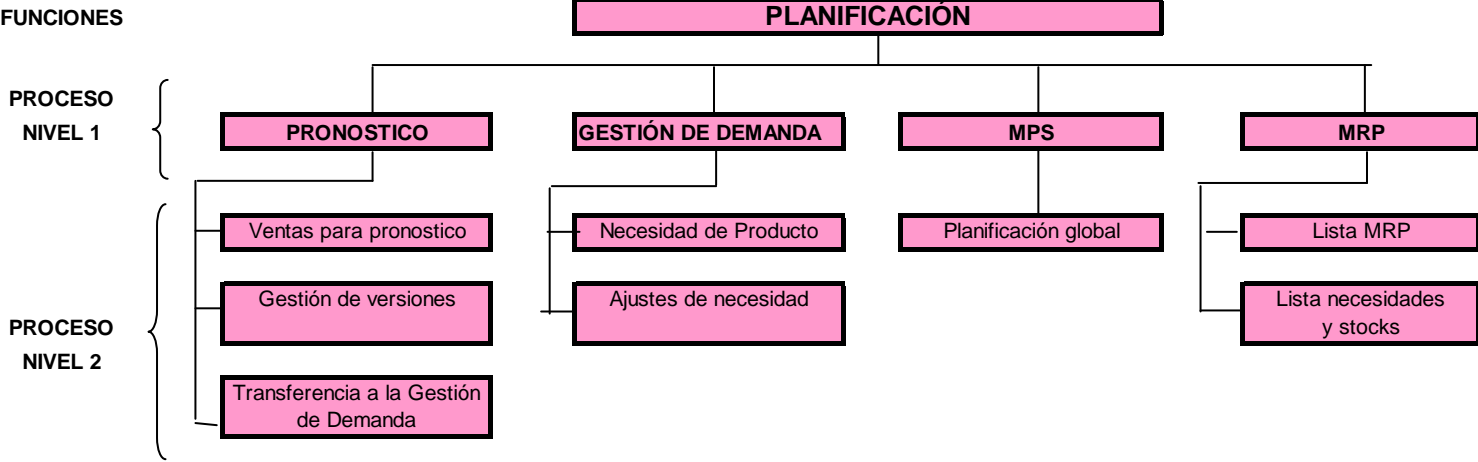 FUNCIONES
PLANIFICACIÓN
PROCESO
NIVEL 1
PRONOSTICO
GESTIÓN DE DEMANDA
MPS
MRP
Ventas para pronostico
Necesidad de Producto
Planificación global
Lista MRP
Gestión de versiones
Ajustes de necesidad
Lista necesidades
y stocks
PROCESO
NIVEL 2
Transferencia a la Gestión
de Demanda